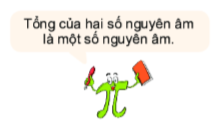 Tổng của hai số nguyên âm
là một số nguyên âm.